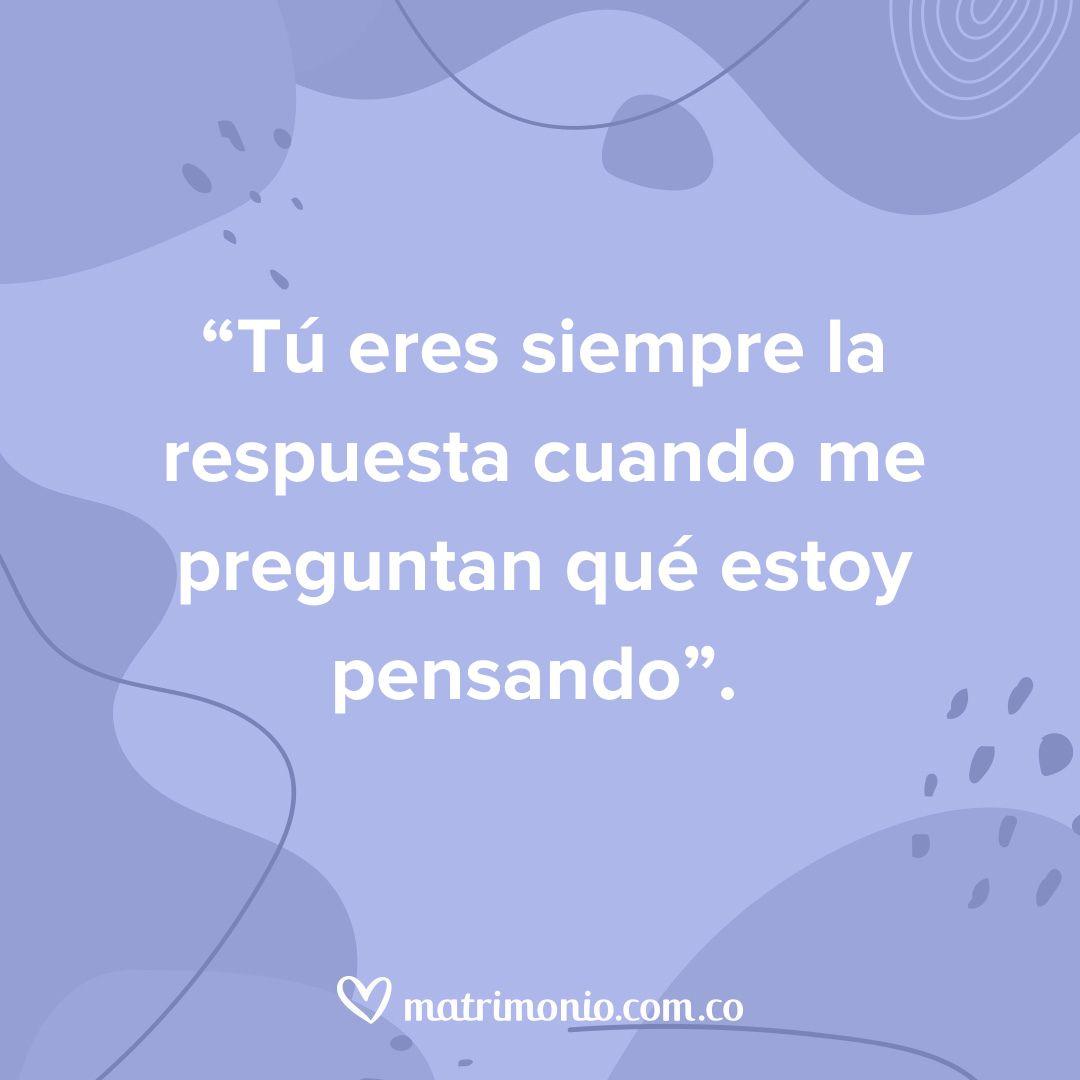 “Tú eres siempre la
respuesta cuando me
preguntan qué estoy
pensando”.
matrimonio.com.co